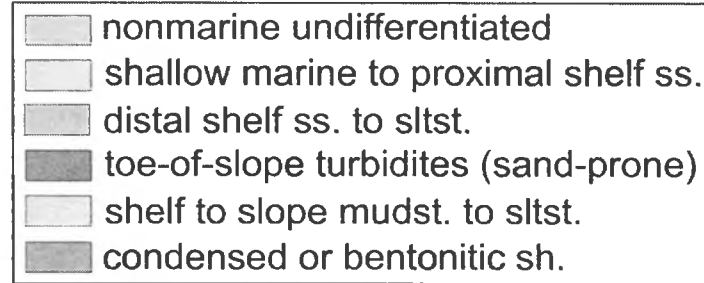 nonmarine undifferentiated
shallow marine to proximal shelf ss.
distal shelf ss. to sltst.
toe-of-slope turbidites (sand-prone)
shelf to slope mudst. to sltst.
condensed or bentonitic sh.